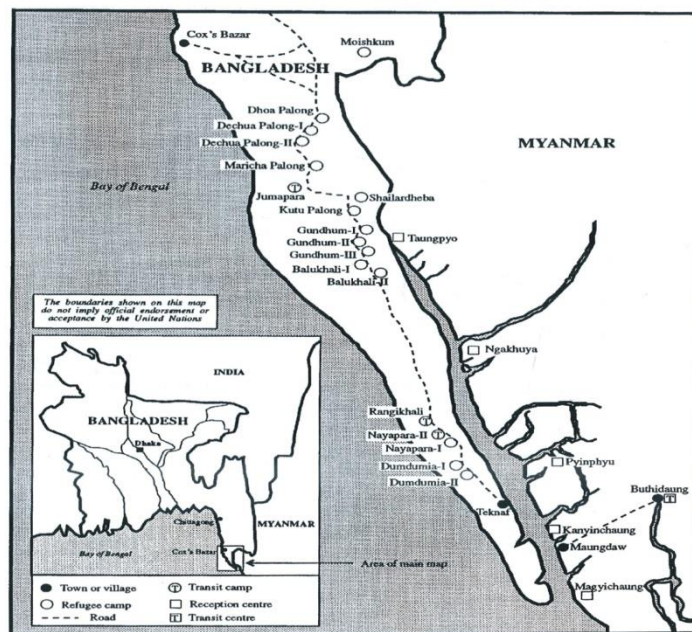 Cox's Bazar
Moishkum
BANGLADESH
Dhoa Palong
Dechua Palong-I
Dechua Palong-II
MYANMAR
Maricha Palong
Bay of Bengal
Jumapara
Shailardheba
Kutu Palong
Gundhum-I
Taungpyo
Gundhum-II
Gundhum-III
Balukhali-I
Balukhali-II
The boundaries shown on this map
do not imply official endorsement or
acceptance by the United Nations
Ngakhuya
INDIA
BANGLADESH
Dhaka
Rangikhali
Nayapara-II
Nayapara-I
Pyinphyu
Dumdumia-I
Dumdumia-II
Buthidaung
T
Teknaf
Chittagong
MYANMAR
Kanyinchaung
Maungdaw
Bay of Bengal
Cox's Bazar
Area of main map
Magyichaung
Town or village
T Transit camp
Refugee camp
Reception centre
Road
T Transit centre